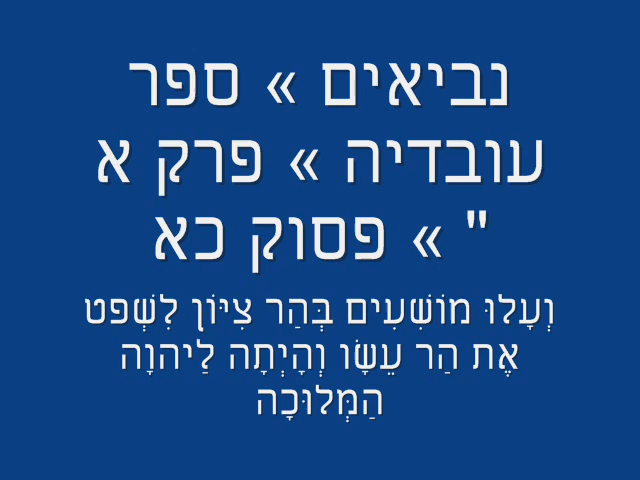 נביאים » ספר
עובדיה » פרק א
" » פסוק כא
וְעָלוּ מוֹשִׁעִים בְּהַר צִיּוֹן לִשְׁפֹּט
אֶת הַר עֵשָׂו וְהָיְתָה לַיהוָה
הַמְּלוּכָה